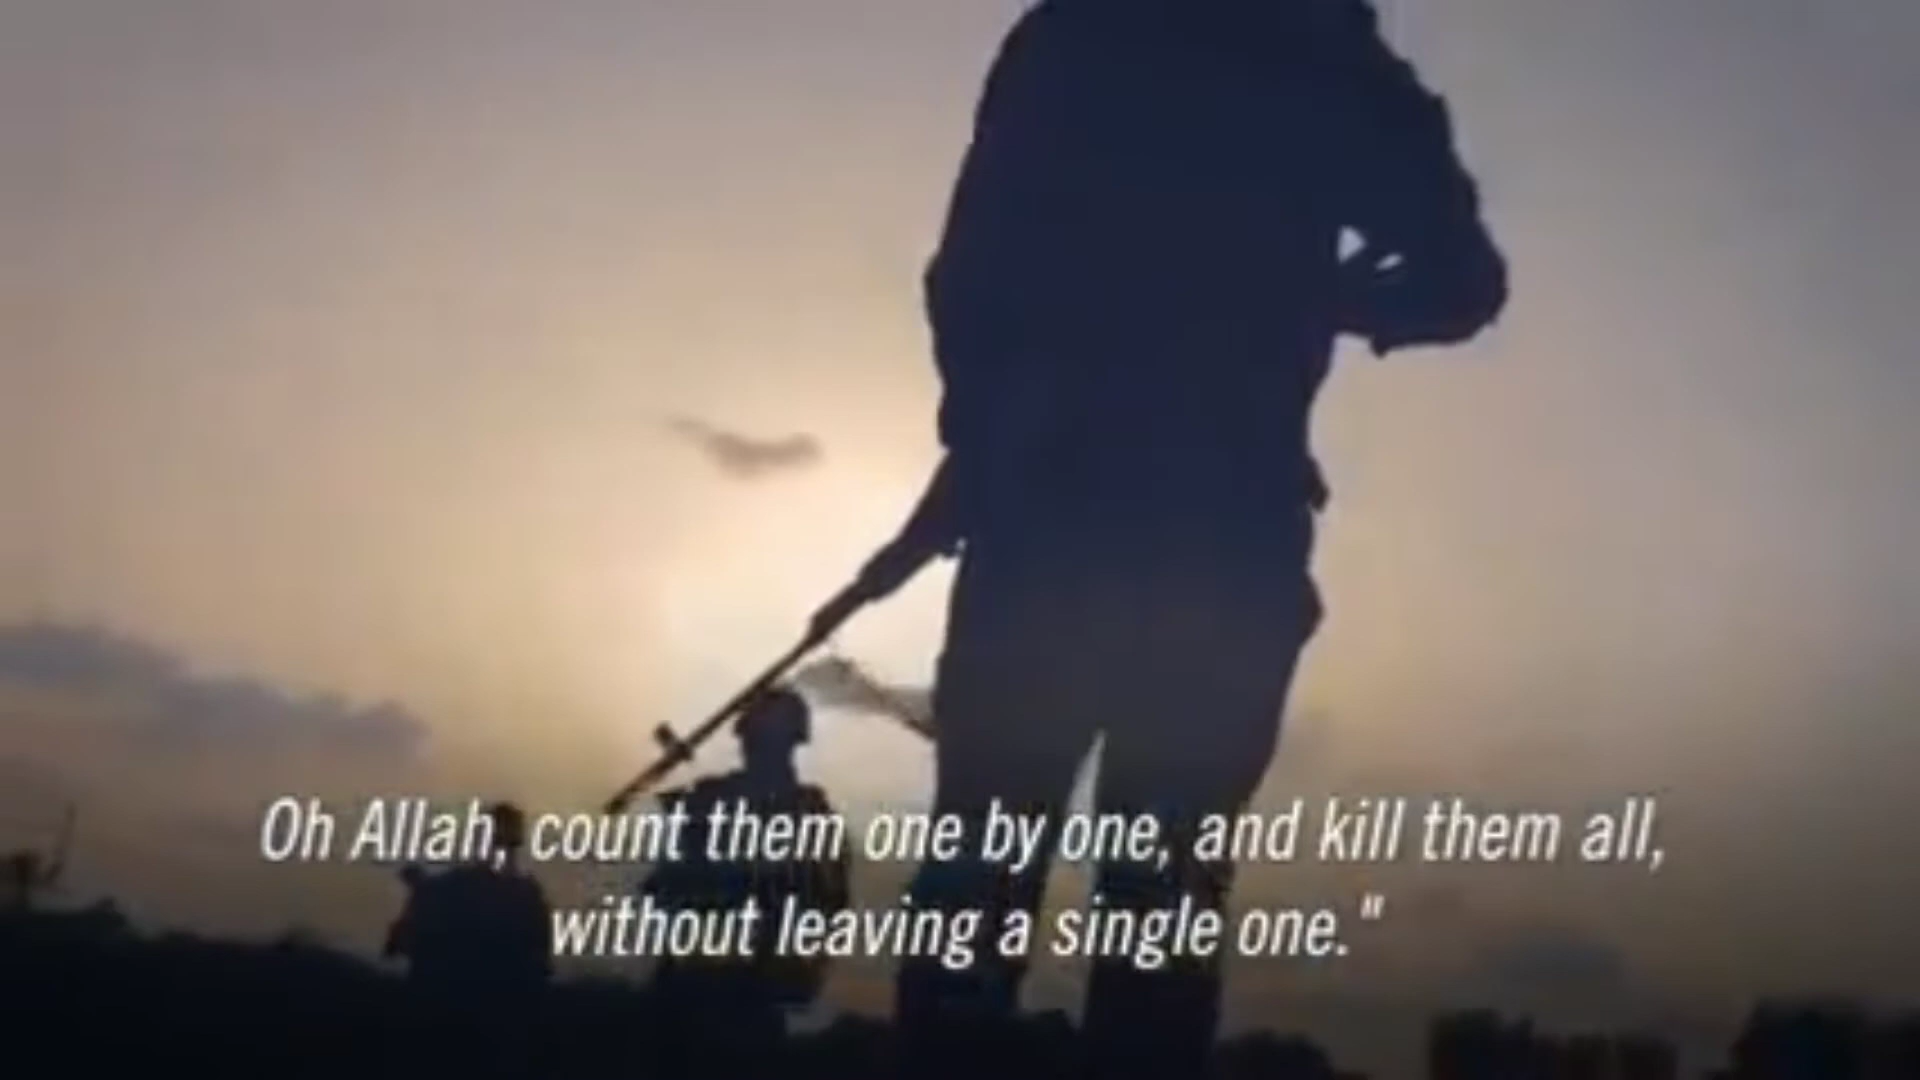 Oh Allah, count them one by one, and kill them all,
without leaving a single one."